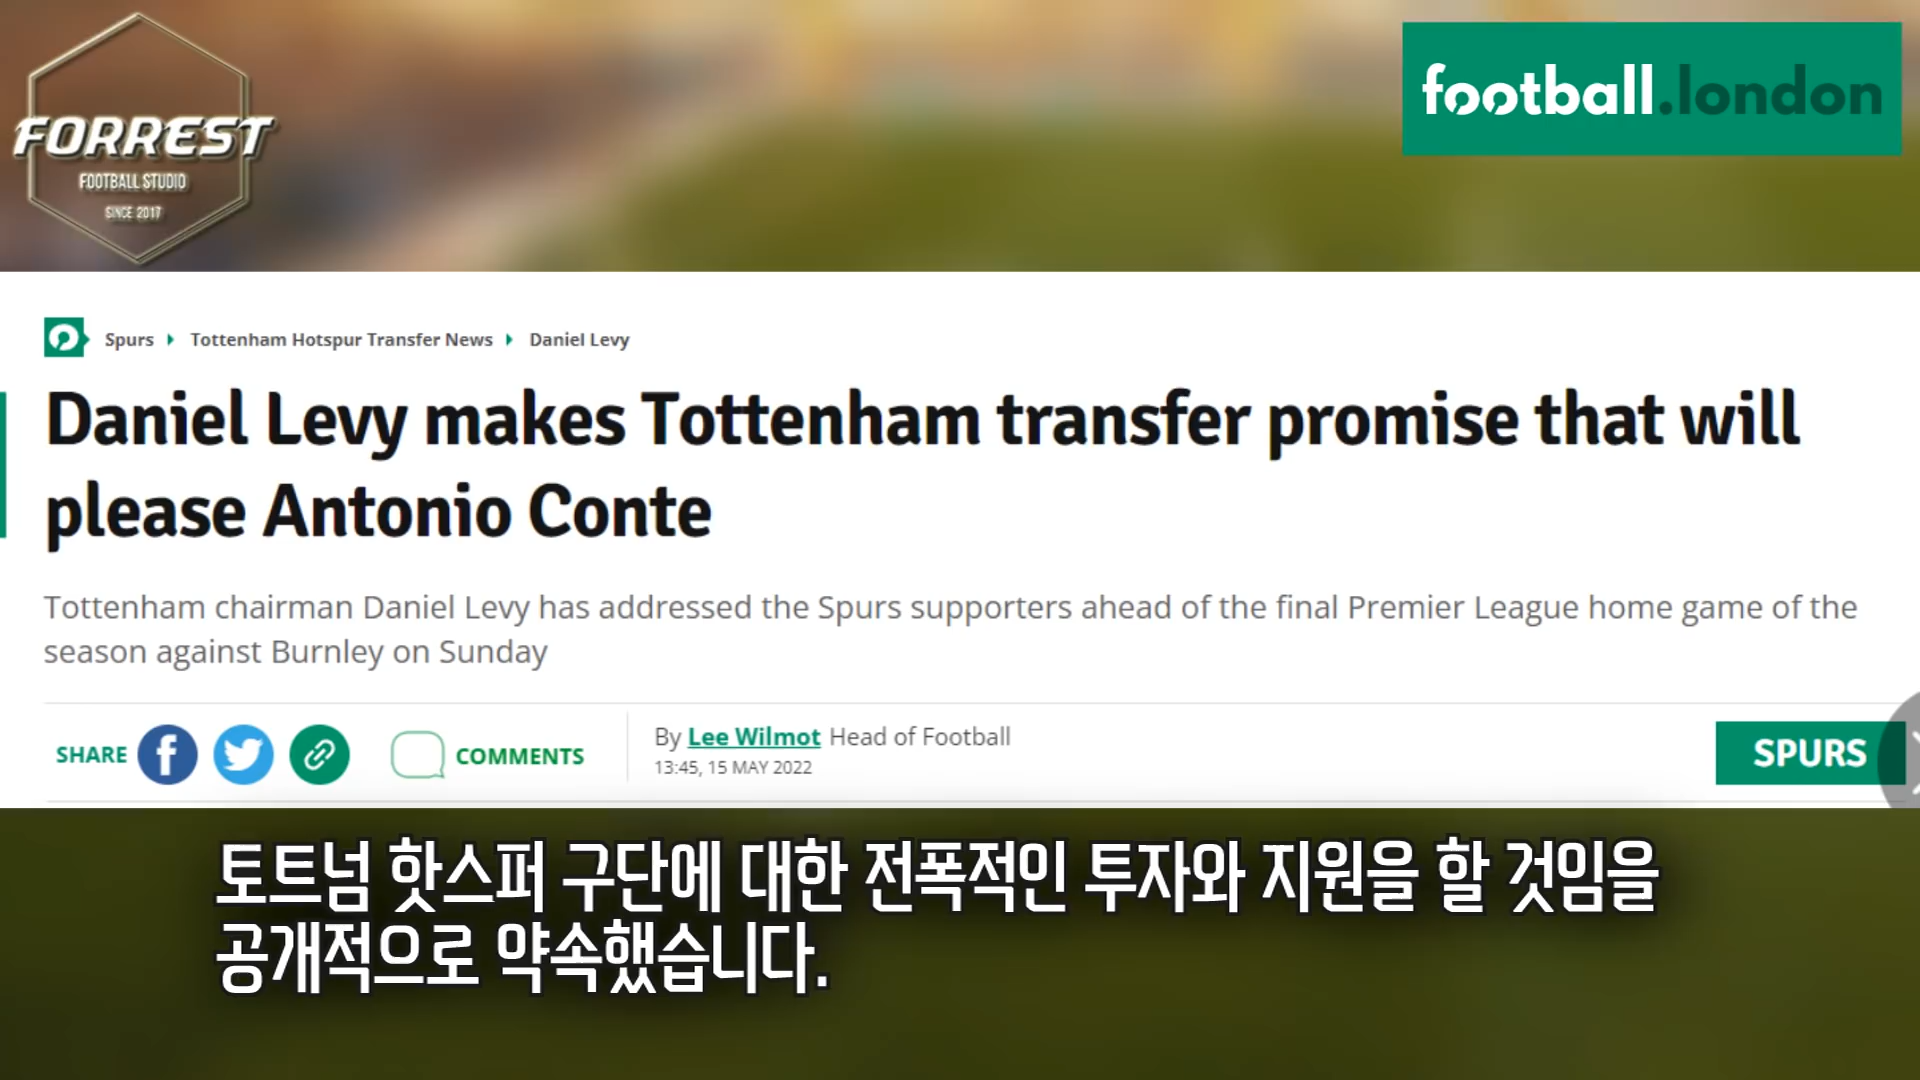 FORREST
FOOTBALL STUDIO
SINCE 2017
football.london
Spurs Tottenham Hotspur Transfer News Daniel Levy
Daniel Levy makes Tottenham transfer promise that will
please Antonio Conte
Tottenham chairman Daniel Levy has addressed the Spurs supporters ahead of the final Premier League home game of the
season against Burnley on Sunday
SHARE COMMENTS
By Lee Wilmot Head of Football
13:45, 15 MAY 2022
SPURS
토트넘 핫스퍼 구단에 대한 전폭적인 투자와 지원을 할 것임을
공개적으로 약속했습니다.